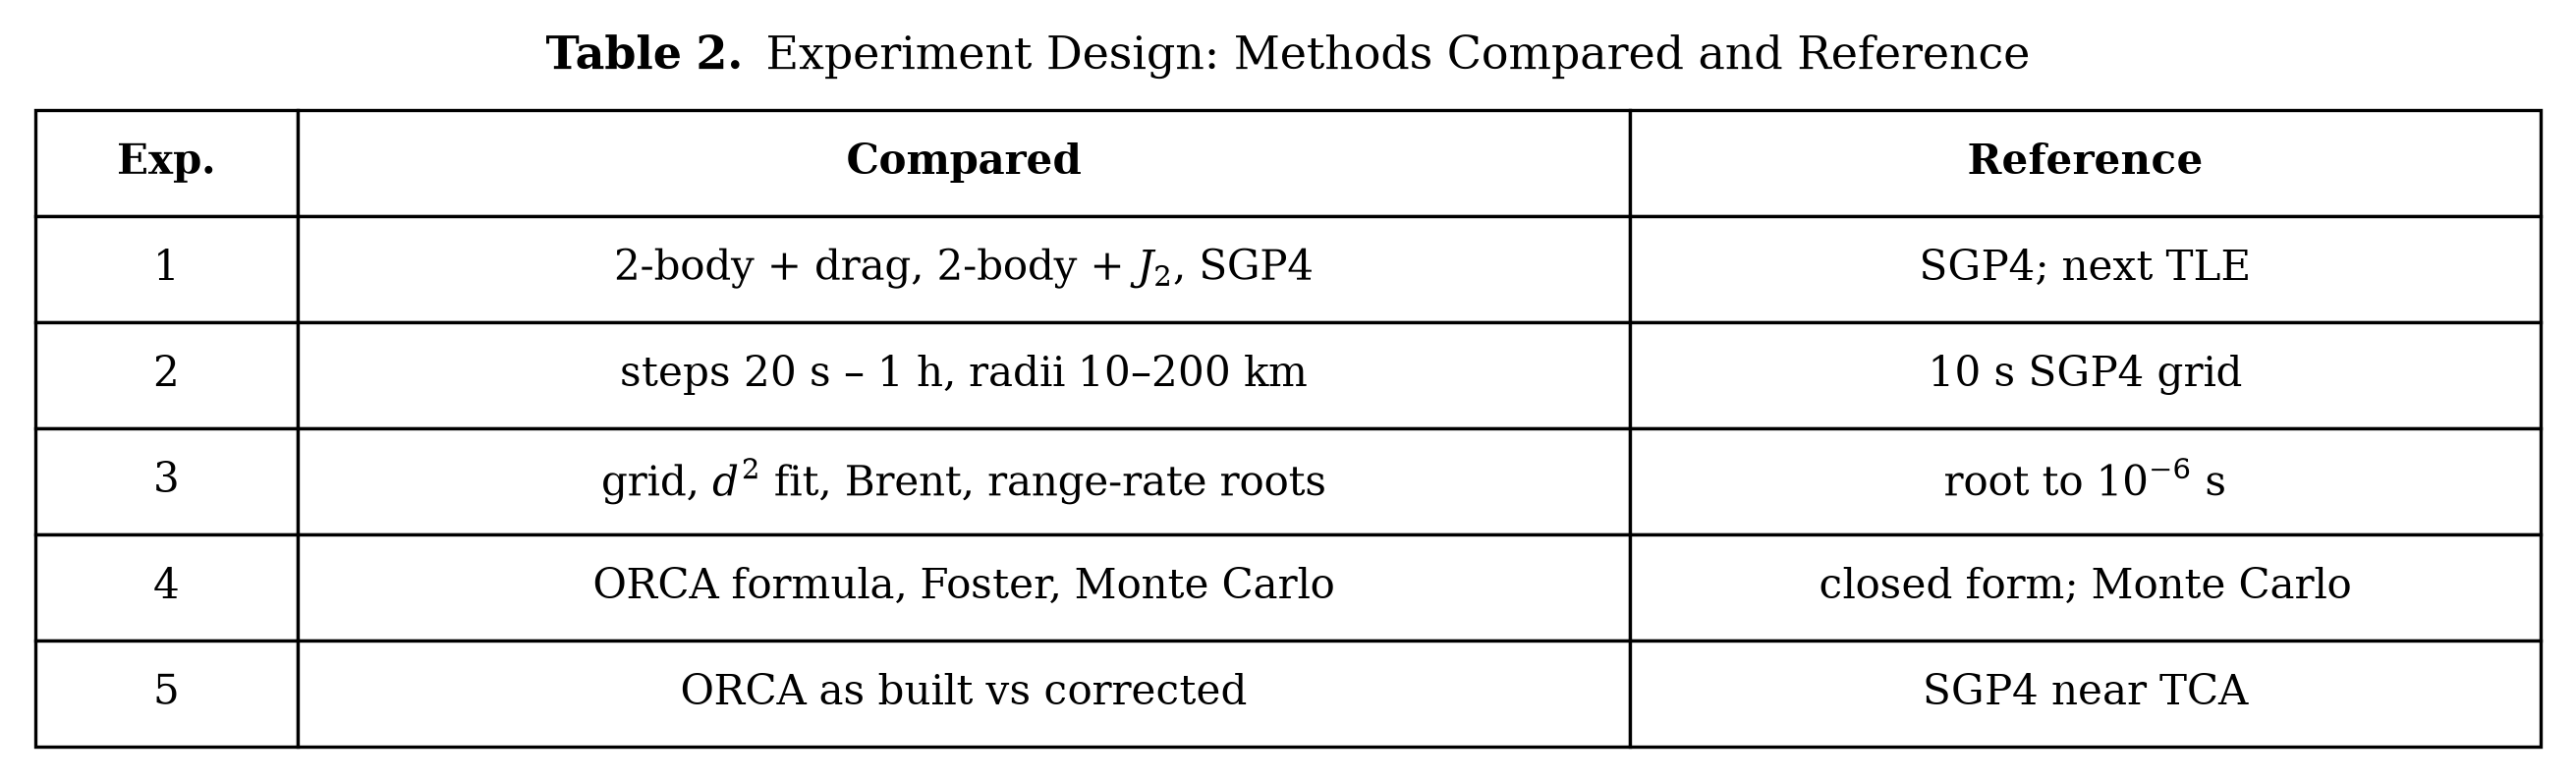 Table 2. Experiment Design: Methods Compared and Reference
Exp. Compared Reference
1 2-body + drag, 2-body + J₂, SGP4 SGP4; next TLE
2 steps 20 s – 1 h, radii 10–200 km 10 s SGP4 grid
3 grid, d² fit, Brent, range-rate roots root to 10⁻⁶ s
4 ORCA formula, Foster, Monte Carlo closed form; Monte Carlo
5 ORCA as built vs corrected SGP4 near TCA